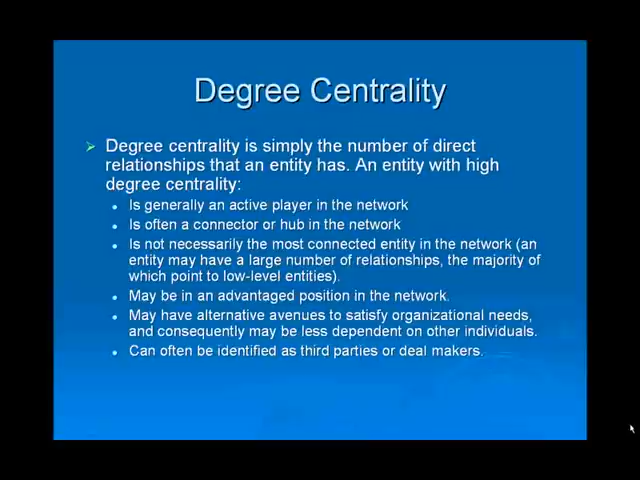 Degree Centrality
Degree centrality is simply the number of direct
relationships that an entity has. An entity with high
degree centrality:
Is generally an active player in the network
Is often a connector or hub in the network
Is not necessarily the most connected entity in the network (an
entity may have a large number of relationships, the majority of
which point to low-level entities).
May be in an advantaged position in the network.
May have alternative avenues to satisfy organizational needs,
and consequently may be less dependent on other individuals.
Can often be identified as third parties or deal makers.